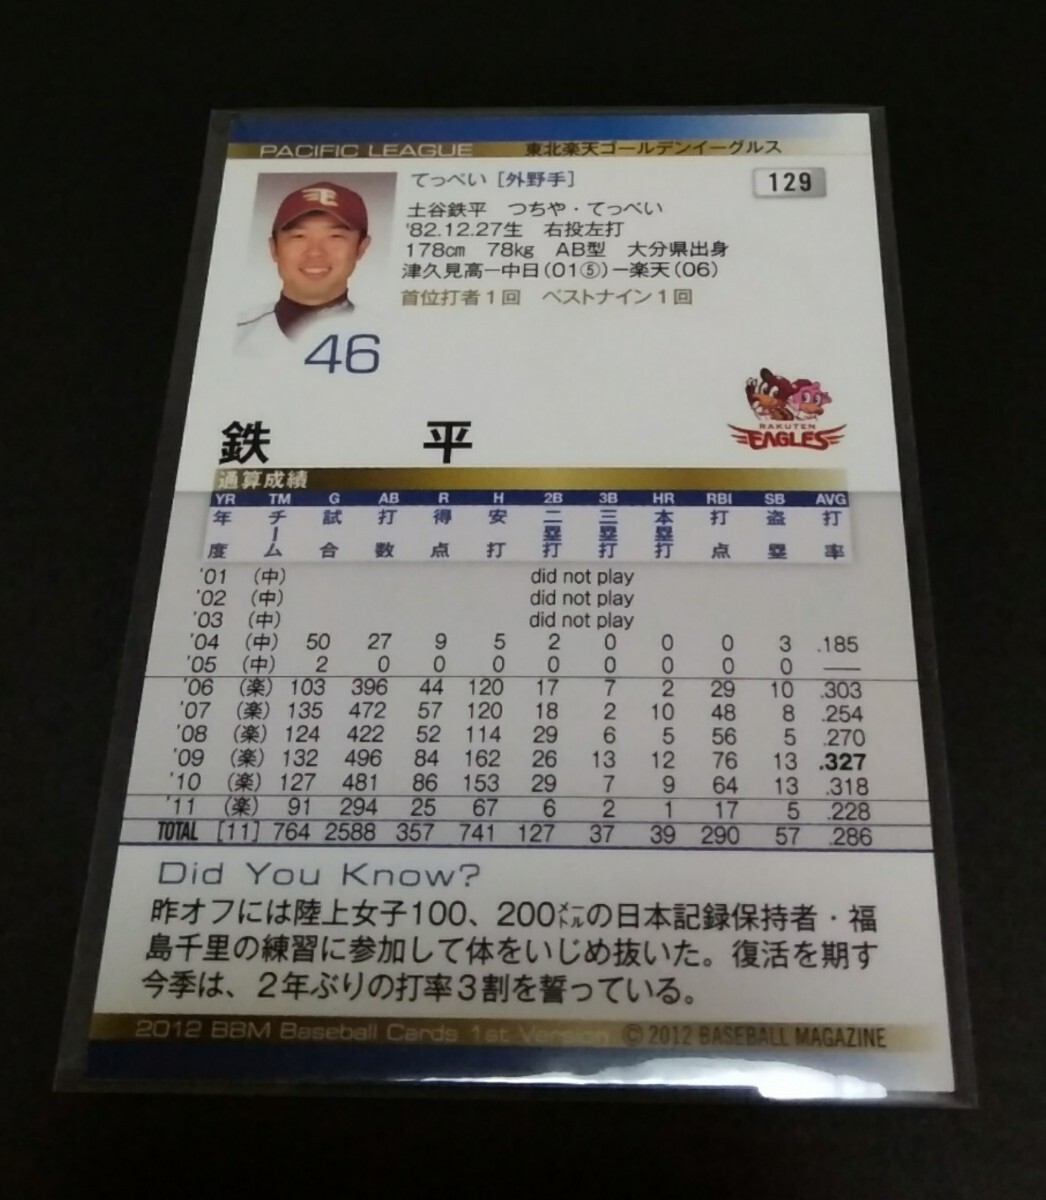 PACIFIC LEAGUE 東北楽天ゴールデンイーグルス
129
てっぺい [外野手]
土谷鉄平 つちや・てっぺい
'82.12.27生 右投左打
178cm 78kg AB型 大分県出身
津久見高ー中日(01⑤)ー楽天(06)
首位打者1回 ベストナイン1回
46
鉄 平
RAKUTEN
EAGLES
通算成績
YR TM G AB R H 2B 3B HR RBI SB AVG
年度 チーム 試合 打数 得点 安打 二塁打 三塁打 本塁打 打点 盗塁 打率
'01 (中) did not play
'02 (中) did not play
'03 (中) did not play
'04 (中) 50 27 9 5 2 0 0 0 3 .185
'05 (中) 2 0 0 0 0 0 0 0 0 ―
'06 (楽) 103 396 44 120 17 7 2 29 10 .303
'07 (楽) 135 472 57 120 18 2 10 48 8 .254
'08 (楽) 124 422 52 114 29 6 5 56 5 .270
'09 (楽) 132 496 84 162 26 13 12 76 13 .327
'10 (楽) 127 481 86 153 29 7 9 64 13 .318
'11 (楽) 91 294 25 67 6 2 1 17 5 .228
TOTAL [11] 764 2588 357 741 127 37 39 290 57 .286
Did You Know?
昨オフには陸上女子100、200㍍の日本記録保持者・福
島千里の練習に参加して体をいじめ抜いた。復活を期す
今季は、2年ぶりの打率3割を誓っている。
2012 BBM Baseball Cards 1st Version © 2012 BASEBALL MAGAZINE